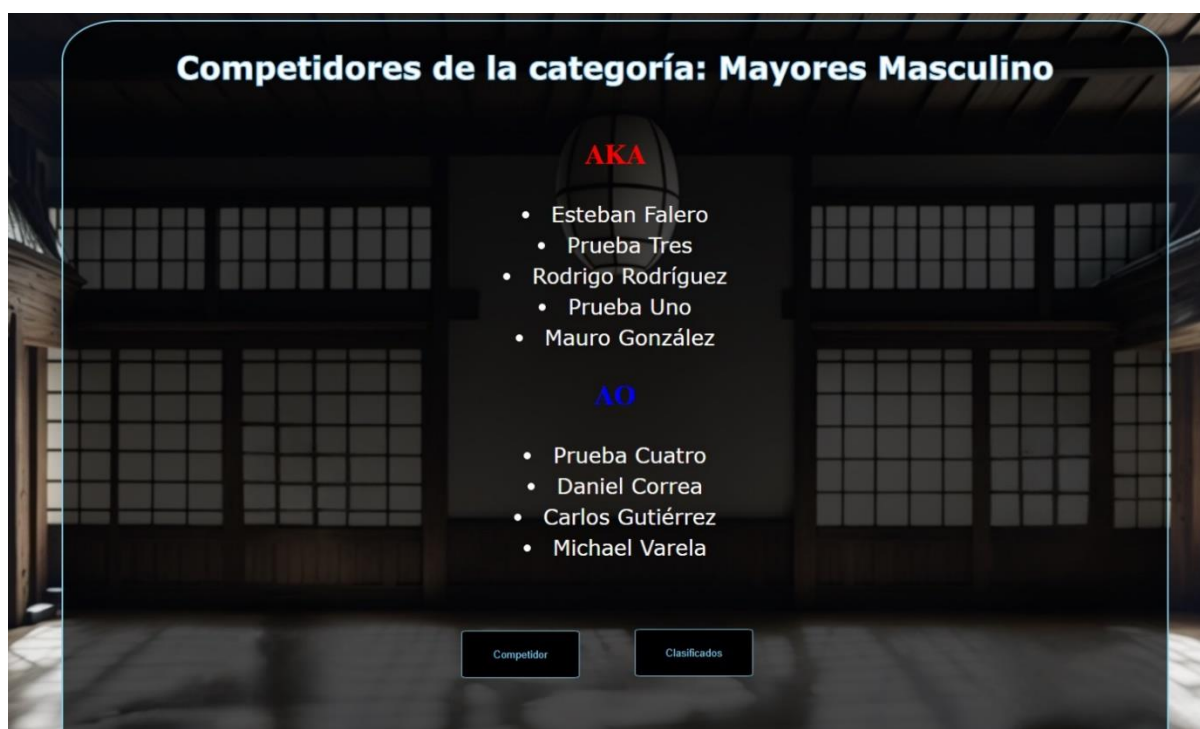 Competidores de la categoría: Mayores Masculino
AKA
• Esteban Falero
• Prueba Tres
• Rodrigo Rodríguez
• Prueba Uno
• Mauro González
AO
• Prueba Cuatro
• Daniel Correa
• Carlos Gutiérrez
• Michael Varela
Competidor
Clasificados